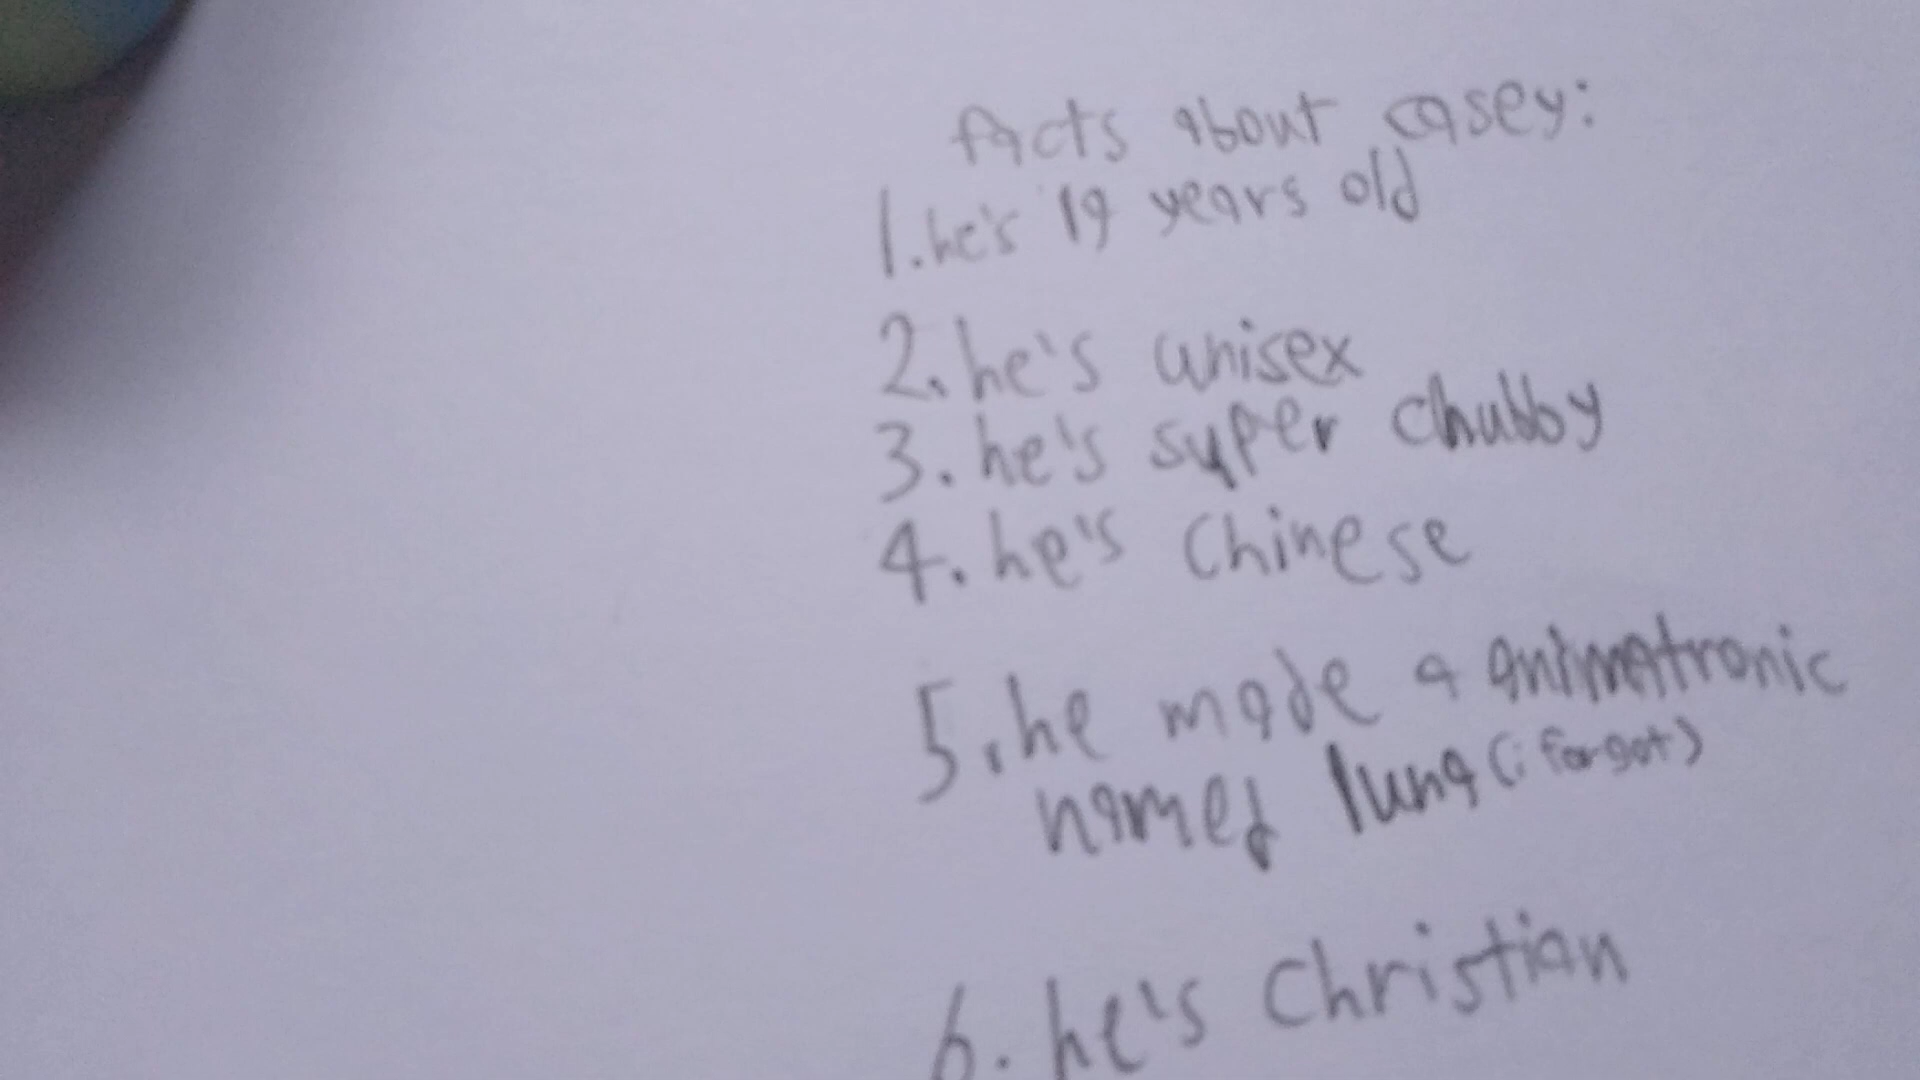 facts about casey:
1. he's 19 years old
2. he's unisex
3. he's super chubby
4. he's Chinese
5. he made a animatronic
named lung (i forgot)
6. he's Christian